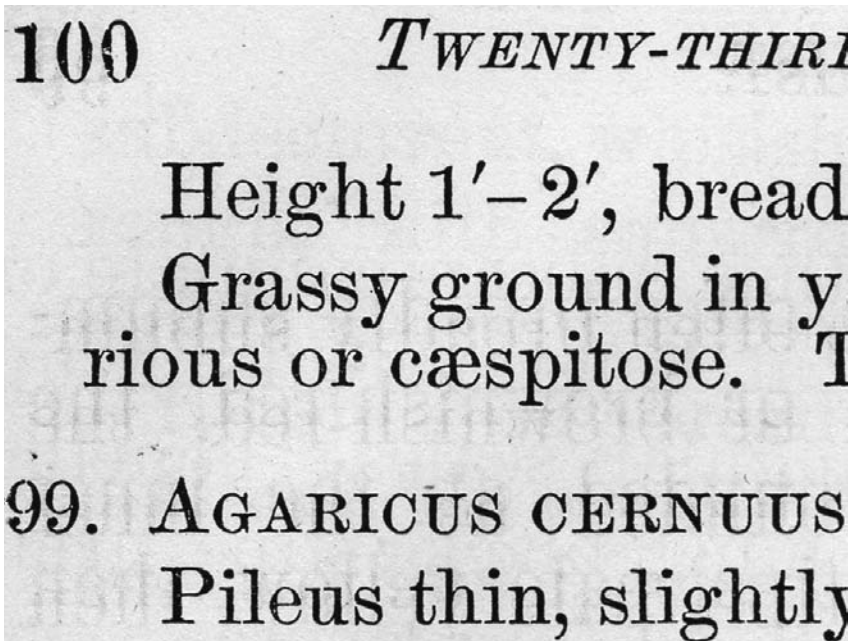 100 TWENTY-THIR
Height 1′–2′, bread
Grassy ground in y
rious or cæspitose. T
99. AGARICUS CERNUUS
Pileus thin, slightly